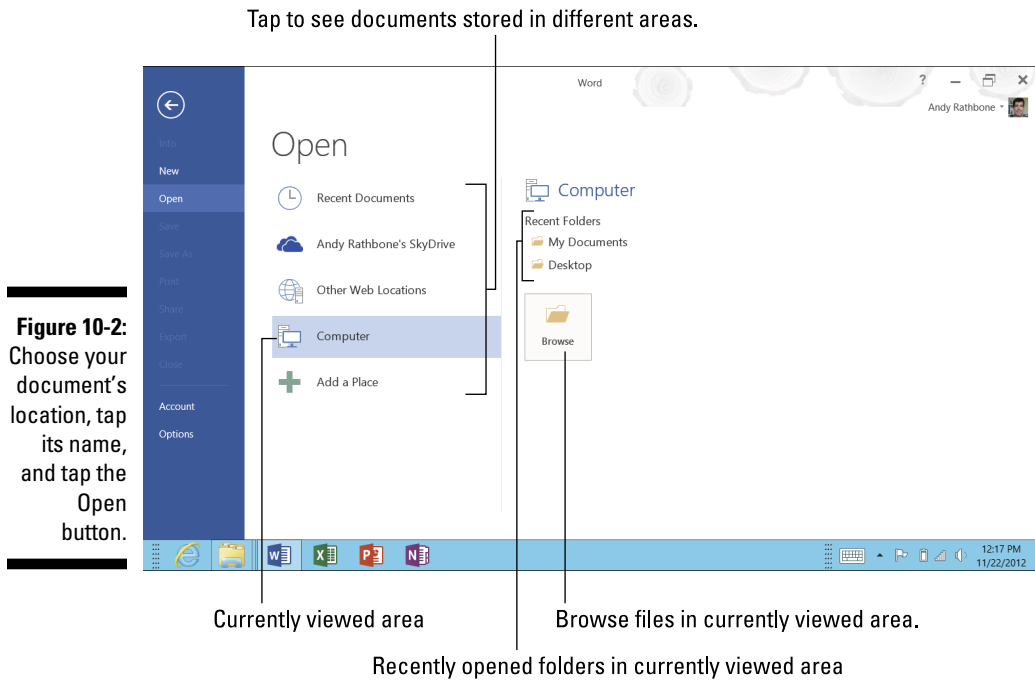 Tap to see documents stored in different areas.
Word
?
Andy Rathbone
Info
New
Open
Save
Save As
Print
Share
Export
Close
Account
Options
Open
Recent Documents
Andy Rathbone's SkyDrive
Other Web Locations
Computer
Add a Place
Computer
Recent Folders
My Documents
Desktop
Browse
Figure 10-2:
Choose your
document's
location, tap
its name,
and tap the
Open
button.
12:17 PM
11/22/2012
Currently viewed area
Browse files in currently viewed area.
Recently opened folders in currently viewed area